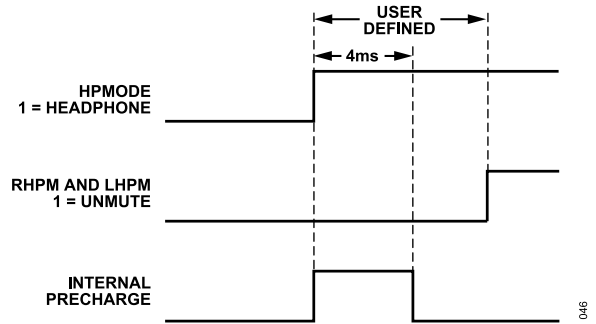 USER
DEFINED
4ms
HPMODE
1 = HEADPHONE
RHPM AND LHPM
1 = UNMUTE
INTERNAL
PRECHARGE
046